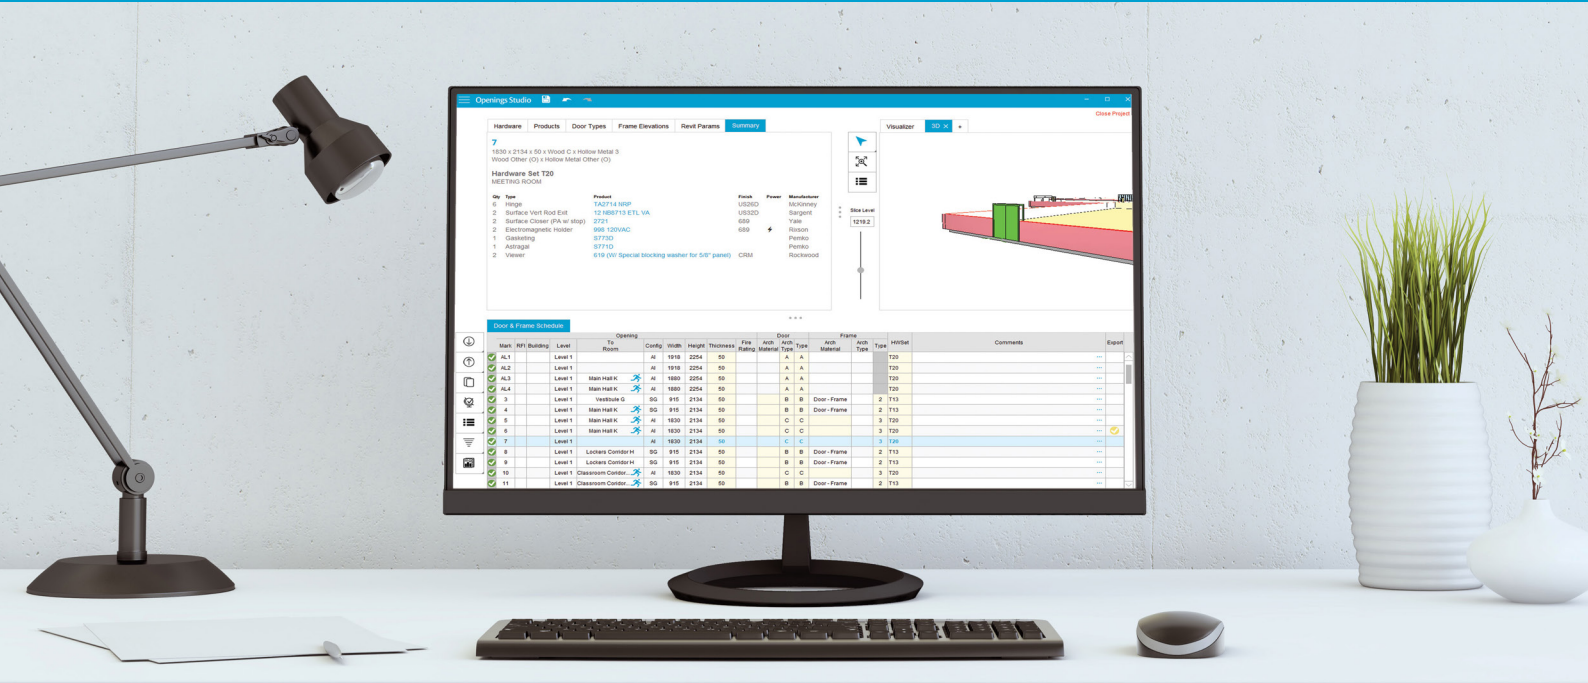 Openings Studio
Close Project
Hardware Products Door Types Frame Elevations Revit Params Summary
Visualizer 3D × +
7
1830 x 2134 x 50 x Wood C x Hollow Metal 3
Wood Other (O) x Hollow Metal Other (O)
Hardware Set T20
MEETING ROOM
Qty Type Product Finish Power Manufacturer
6 Hinge TA2714 NRP US26D McKinney
2 Surface Vert Rod Exit 12 NB8713 ETL VA US32D Sargent
2 Surface Closer (PA w/ stop) 2721 689 Yale
2 Electromagnetic Holder 998 120VAC 689 Rixson
1 Gasketing S773D Pemko
1 Astragal S771D Pemko
2 Viewer 619 (W/ Special blocking washer for 5/8" panel) CRM Rockwood
Slice Level
1219.2
Door & Frame Schedule
Opening Door Frame
Mark RFI Building Level To Room Config Width Height Thickness Fire Rating Arch Material Arch Type Type Arch Material Arch Type Type HWSet Comments Export
AL1 Level 1 AI 1918 2254 50 A A T20 ...
AL2 Level 1 AI 1918 2254 50 A A T20 ...
AL3 Level 1 Main Hall K AI 1880 2254 50 A A T20 ...
AL4 Level 1 Main Hall K AI 1880 2254 50 A A T20 ...
3 Level 1 Vestibule G SG 915 2134 50 B B Door - Frame 2 T13 ...
4 Level 1 Main Hall K SG 915 2134 50 B B Door - Frame 2 T13 ...
5 Level 1 Main Hall K AI 1830 2134 50 C C 3 T20 ...
6 Level 1 Main Hall K AI 1830 2134 50 C C 3 T20 ...
7 Level 1 AI 1830 2134 50 C C 3 T20 ...
8 Level 1 Lockers Corridor H SG 915 2134 50 B B Door - Frame 2 T13 ...
9 Level 1 Lockers Corridor H SG 915 2134 50 B B Door - Frame 2 T13 ...
10 Level 1 Classroom Corridor... AI 1830 2134 50 C C 3 T20 ...
11 Level 1 Classroom Corridor... SG 915 2134 50 B B Door - Frame 2 T13 ...